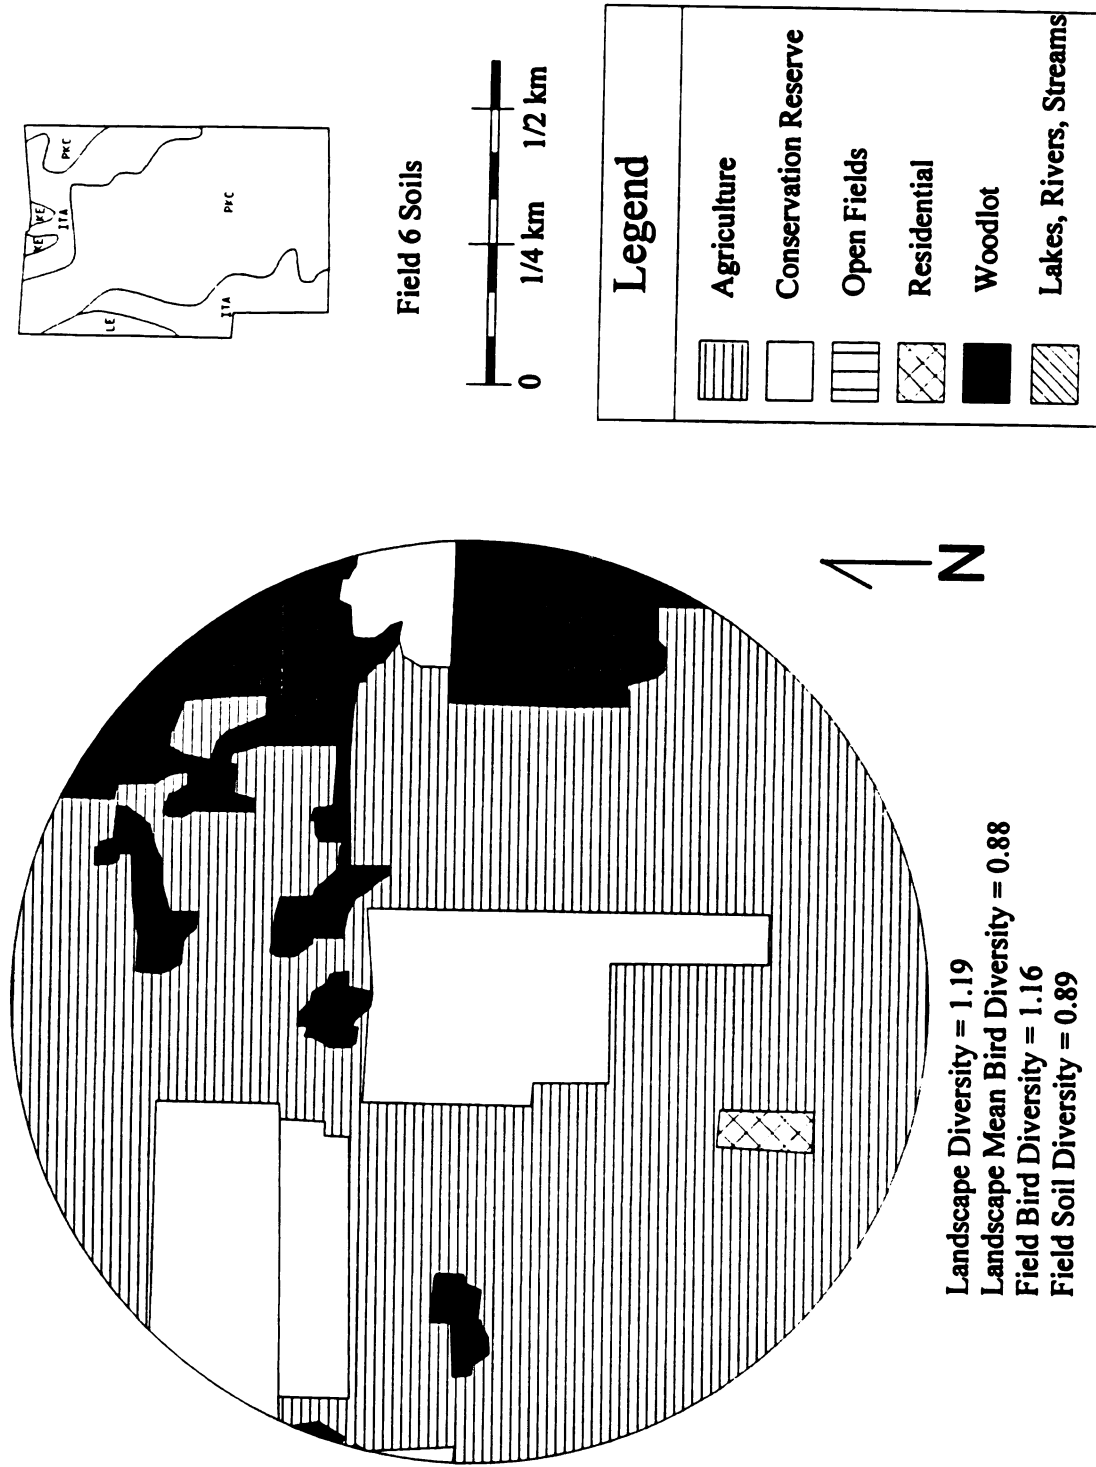 PKC
KE
KE
ITA
PKC
LE
ITA
Field 6 Soils
0
1/4 km
1/2 km
Legend
Agriculture
Conservation Reserve
Open Fields
Residential
Woodlot
Lakes, Rivers, Streams
N
Landscape Diversity = 1.19
Landscape Mean Bird Diversity = 0.88
Field Bird Diversity = 1.16
Field Soil Diversity = 0.89